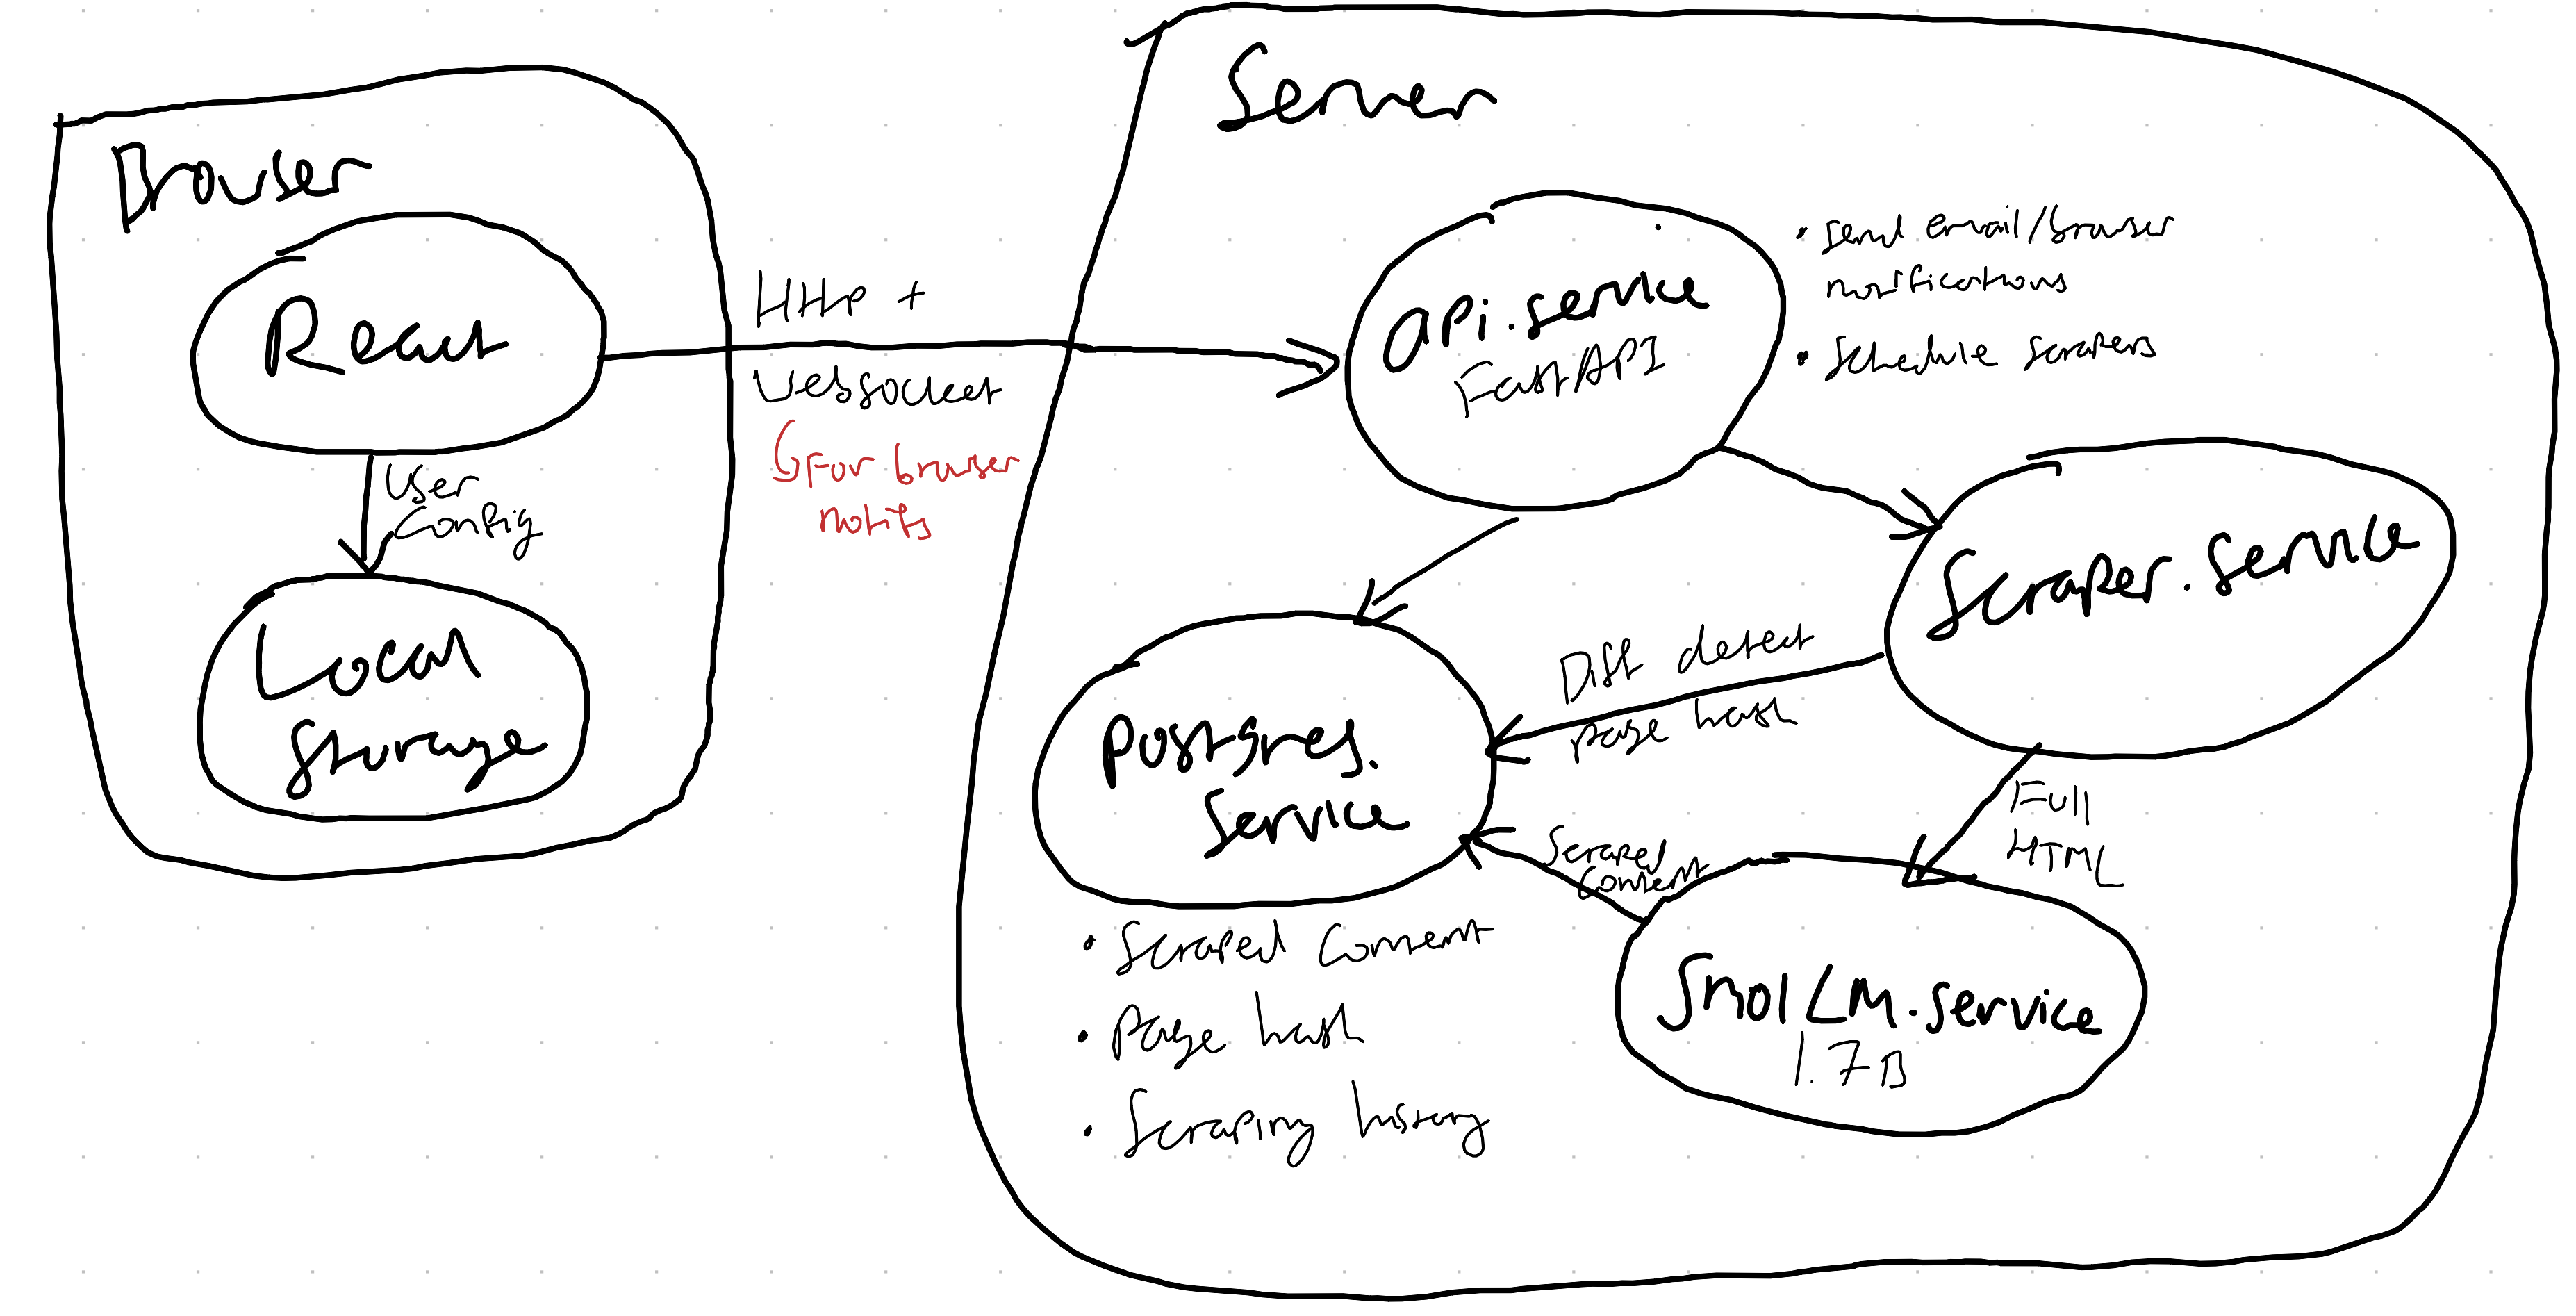 Browser
React
User
Config
Local
Storage
HTTP +
Websocket
For browser
notifs
Server
api.service
FastAPI
• Send email/browser
notifications
• Schedule scrapers
Scraper.service
Diff detect
page hash
Postgres.
service
Full
HTML
Scraped
Content
SmolLM.service
1.7B
• Scraped Content
• Page hash
• Scraping history